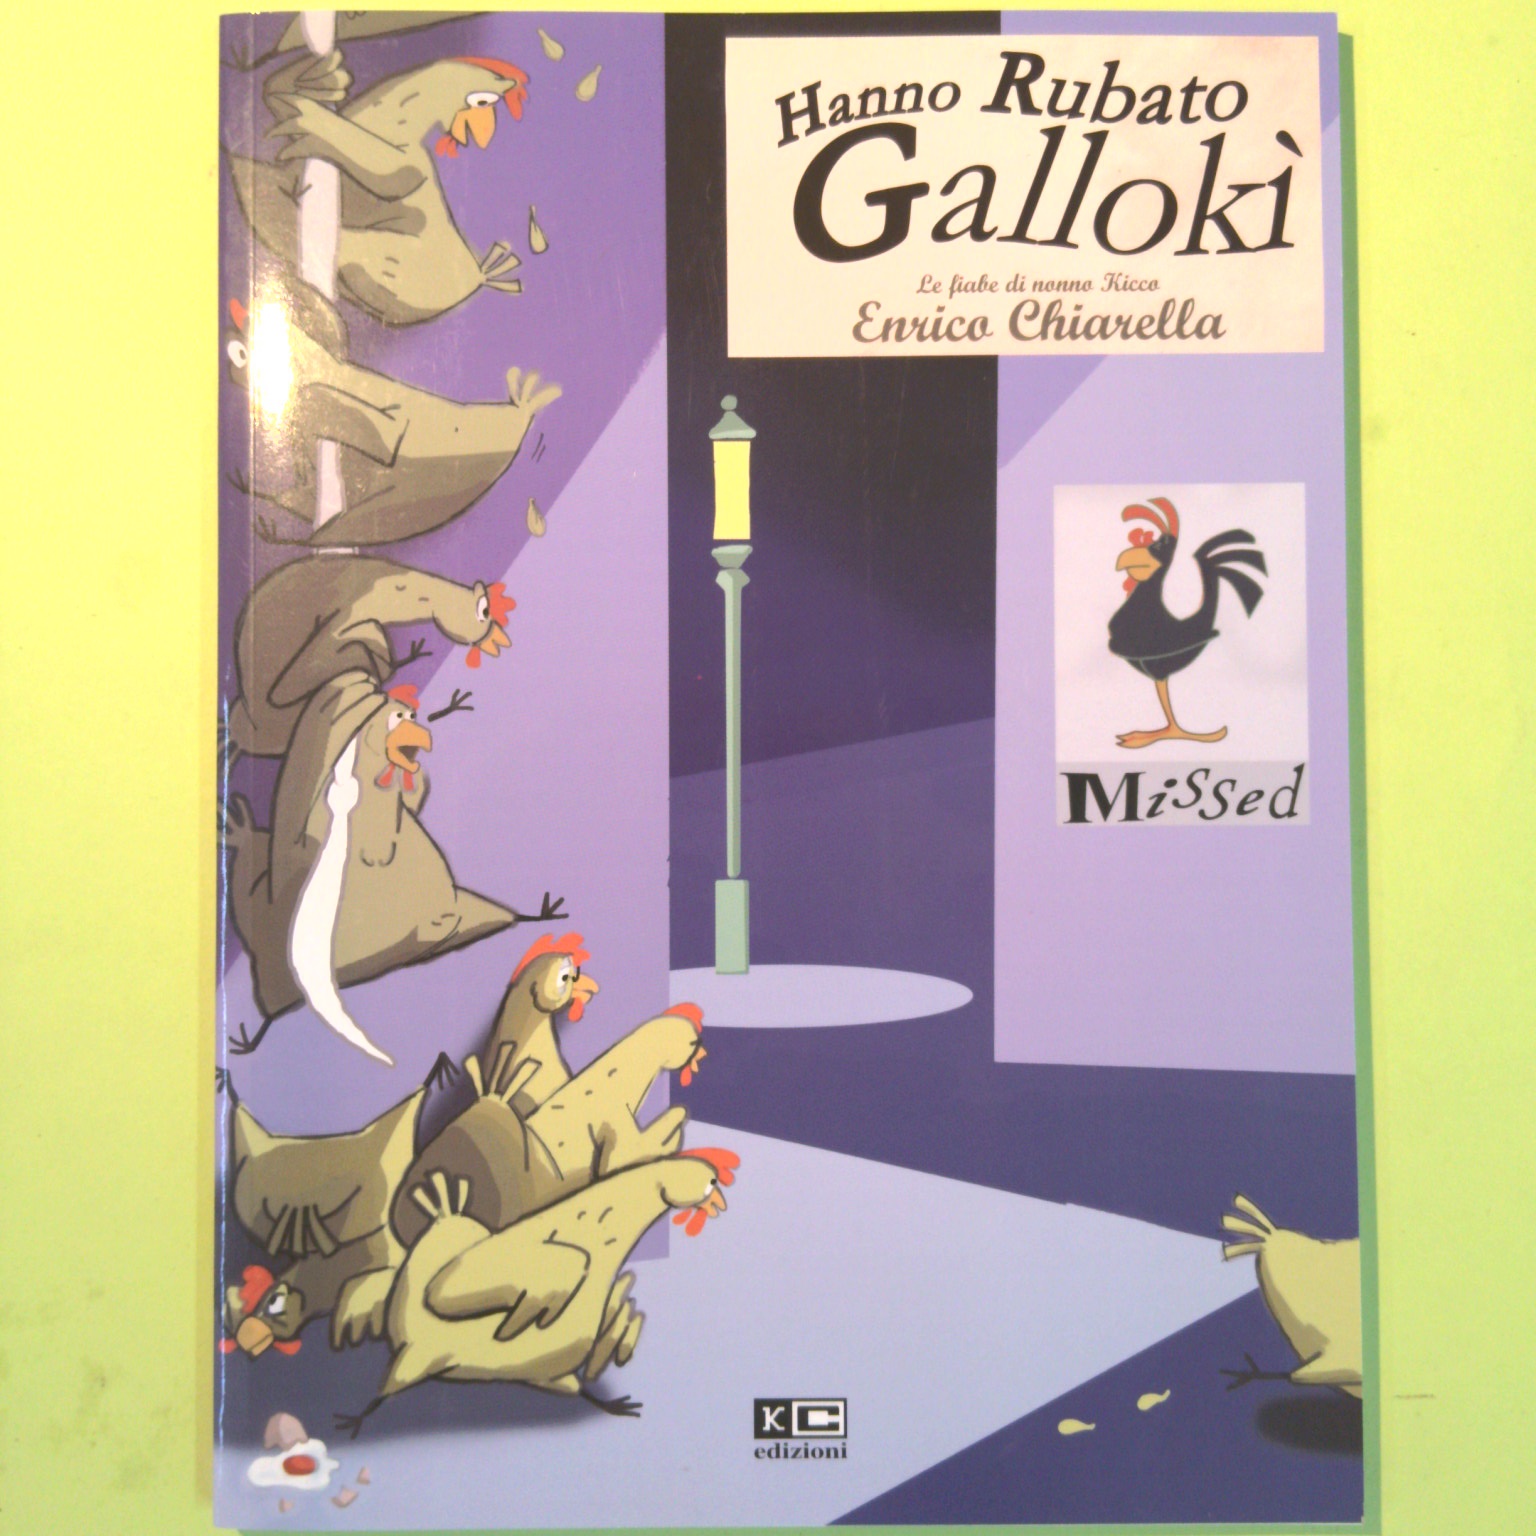 Hanno Rubato
Gallokì
Le fiabe di nonno Kicco
Enrico Chiarella
Missed
KC
edizioni